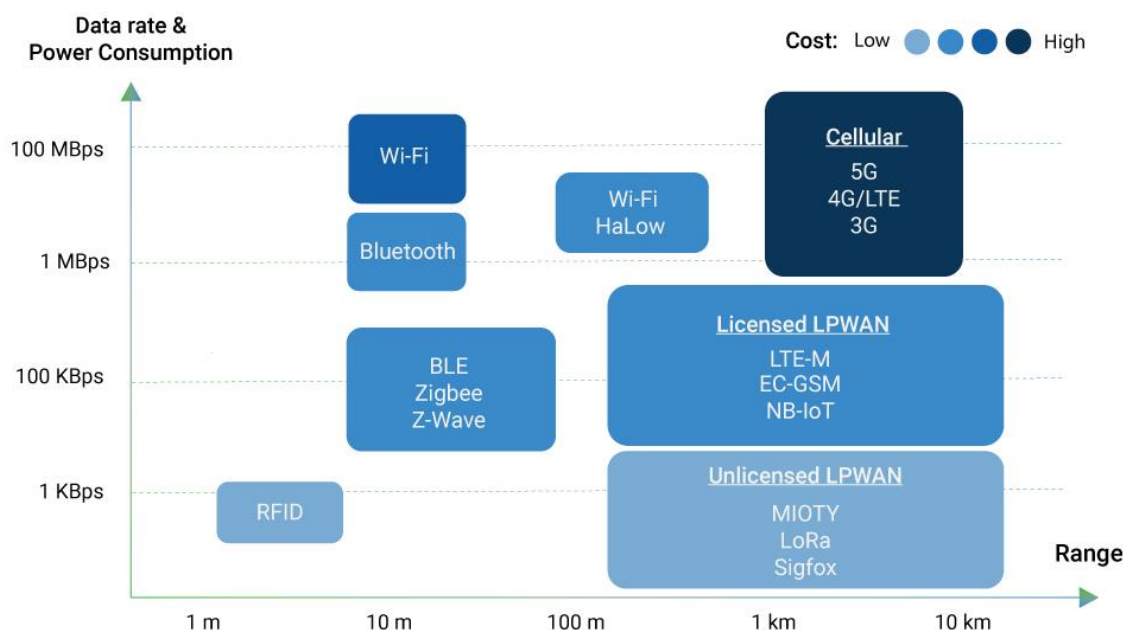 Data rate &
Power Consumption
Cost: Low High
100 MBps
1 MBps
100 KBps
1 KBps
Wi-Fi
Bluetooth
Wi-Fi
HaLow
Cellular
5G
4G/LTE
3G
BLE
Zigbee
Z-Wave
Licensed LPWAN
LTE-M
EC-GSM
NB-IoT
RFID
Unlicensed LPWAN
MIOTY
LoRa
Sigfox
Range
1 m
10 m
100 m
1 km
10 km